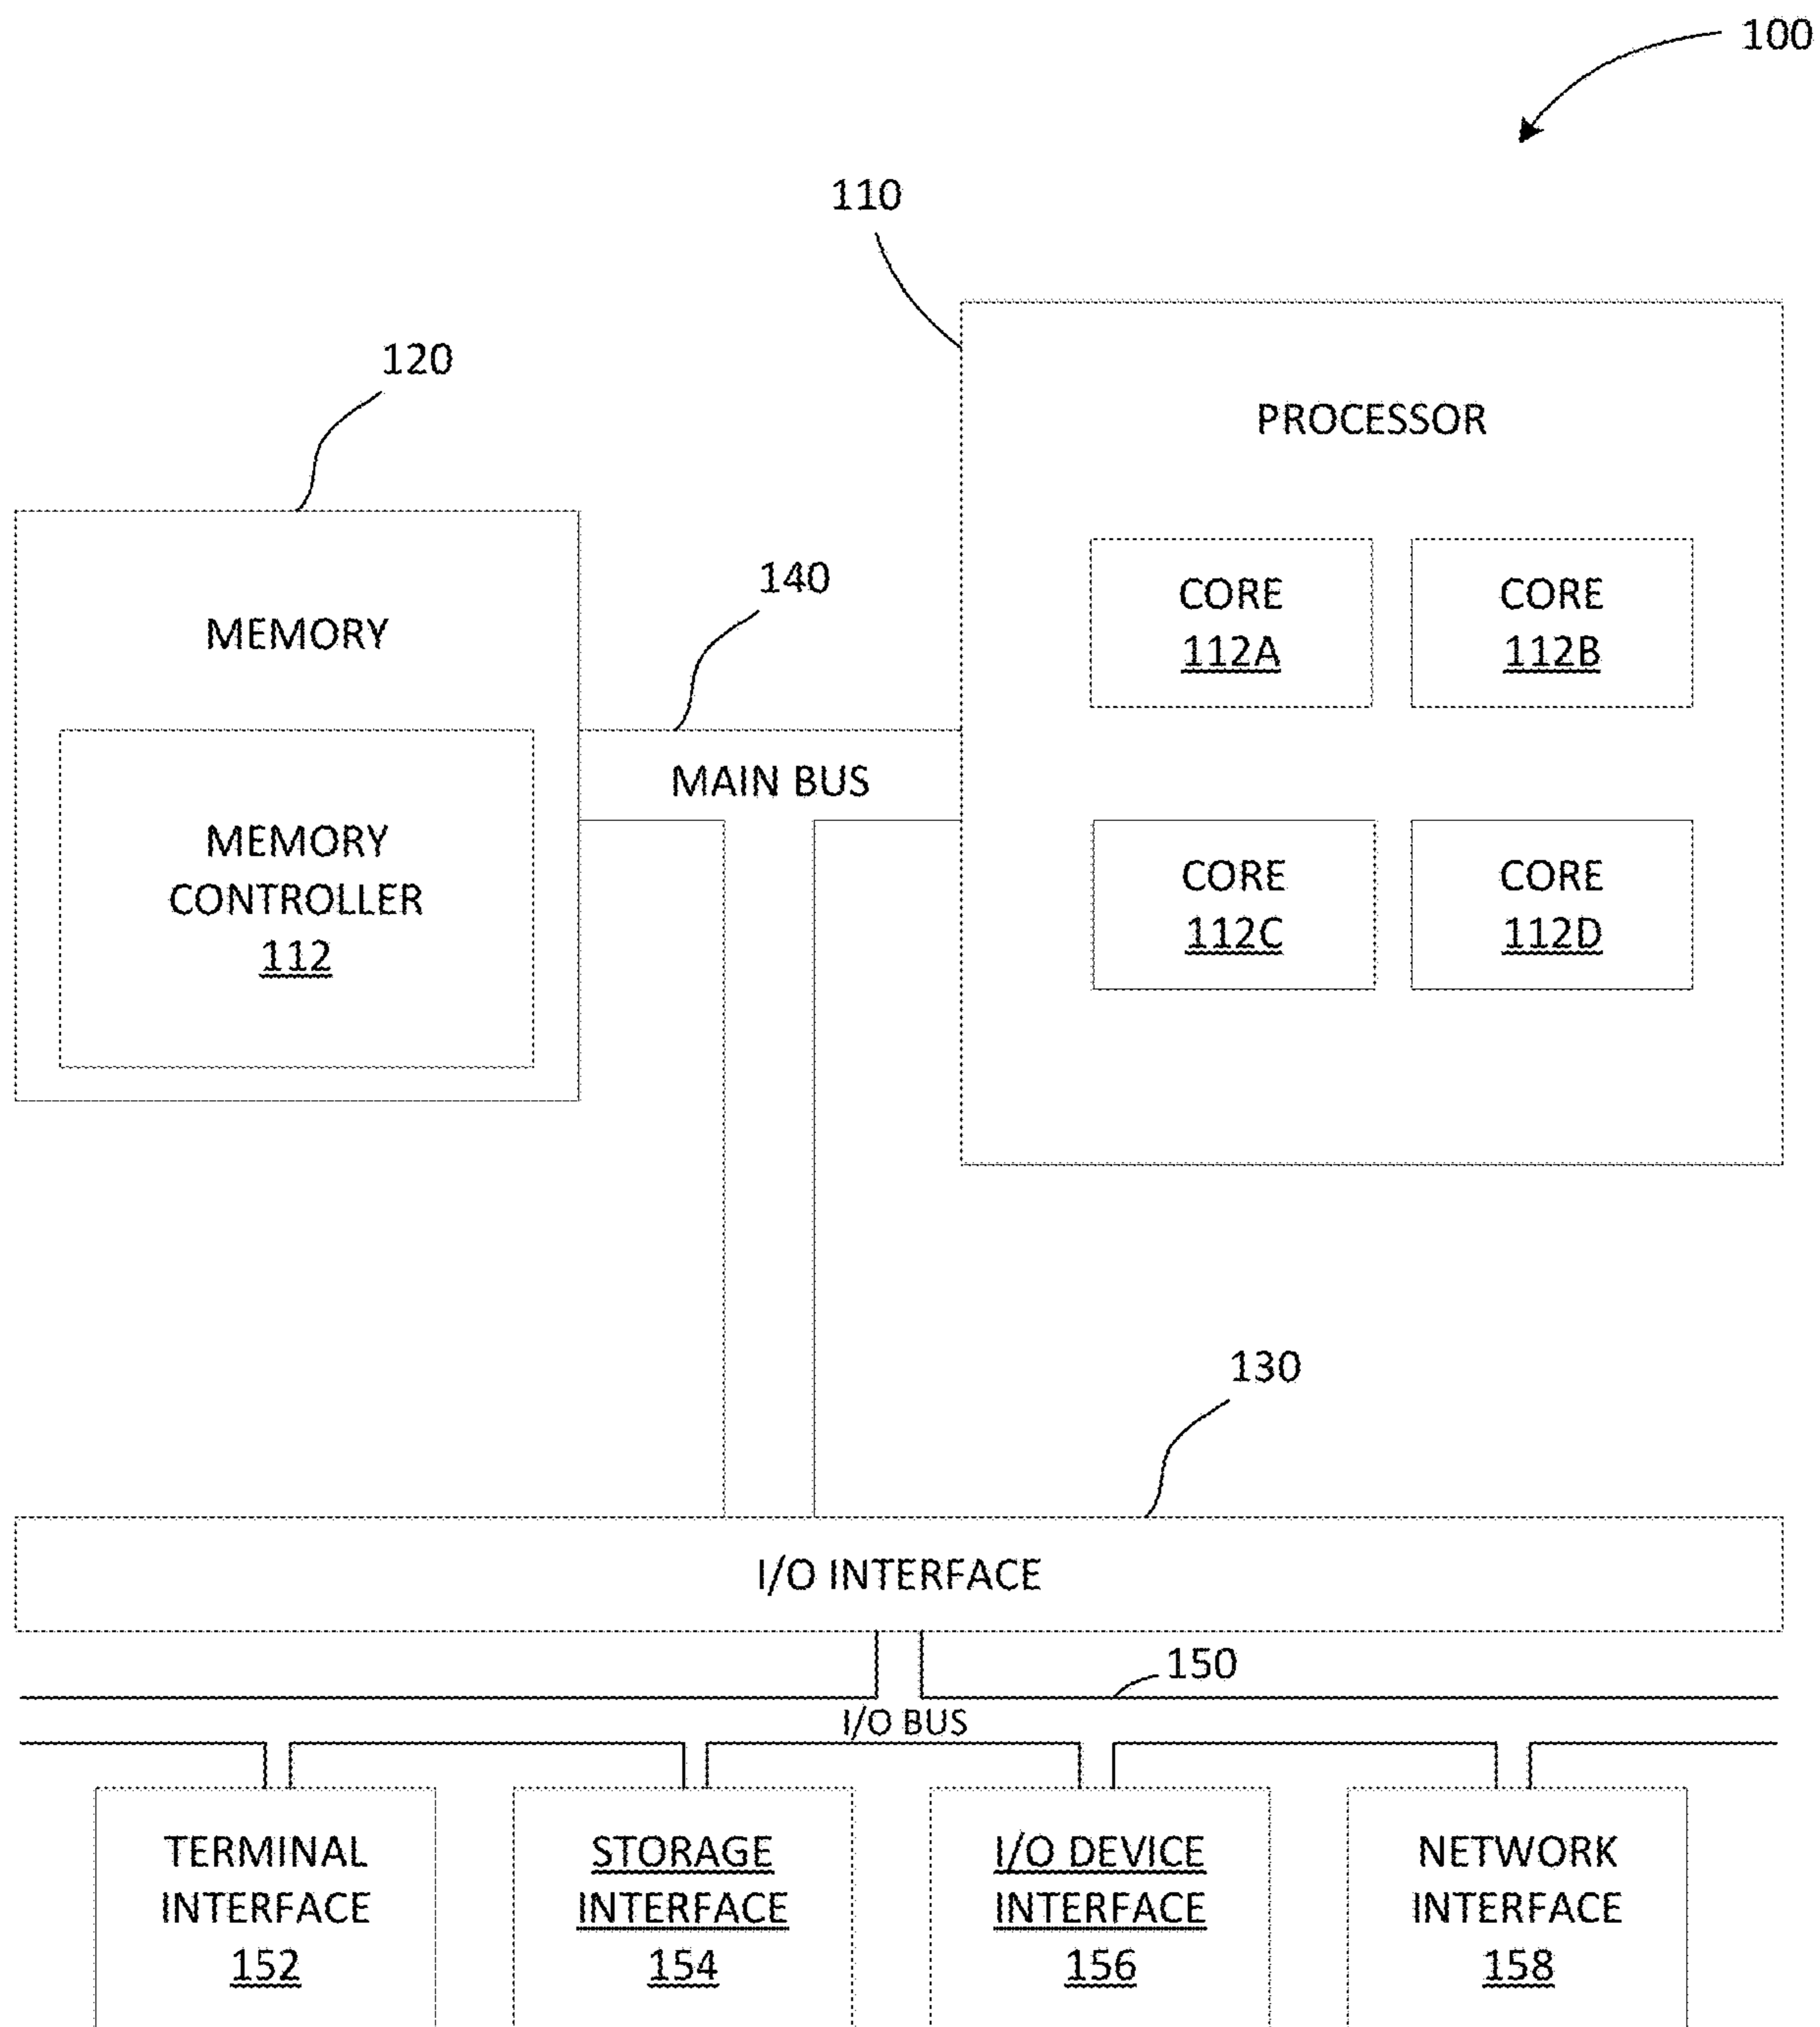 100
110
120
PROCESSOR
140
CORE
112A
CORE
112B
MEMORY
MAIN BUS
MEMORY
CONTROLLER
112
CORE
112C
CORE
112D
130
I/O INTERFACE
150
I/O BUS
TERMINAL
INTERFACE
152
STORAGE
INTERFACE
154
I/O DEVICE
INTERFACE
156
NETWORK
INTERFACE
158